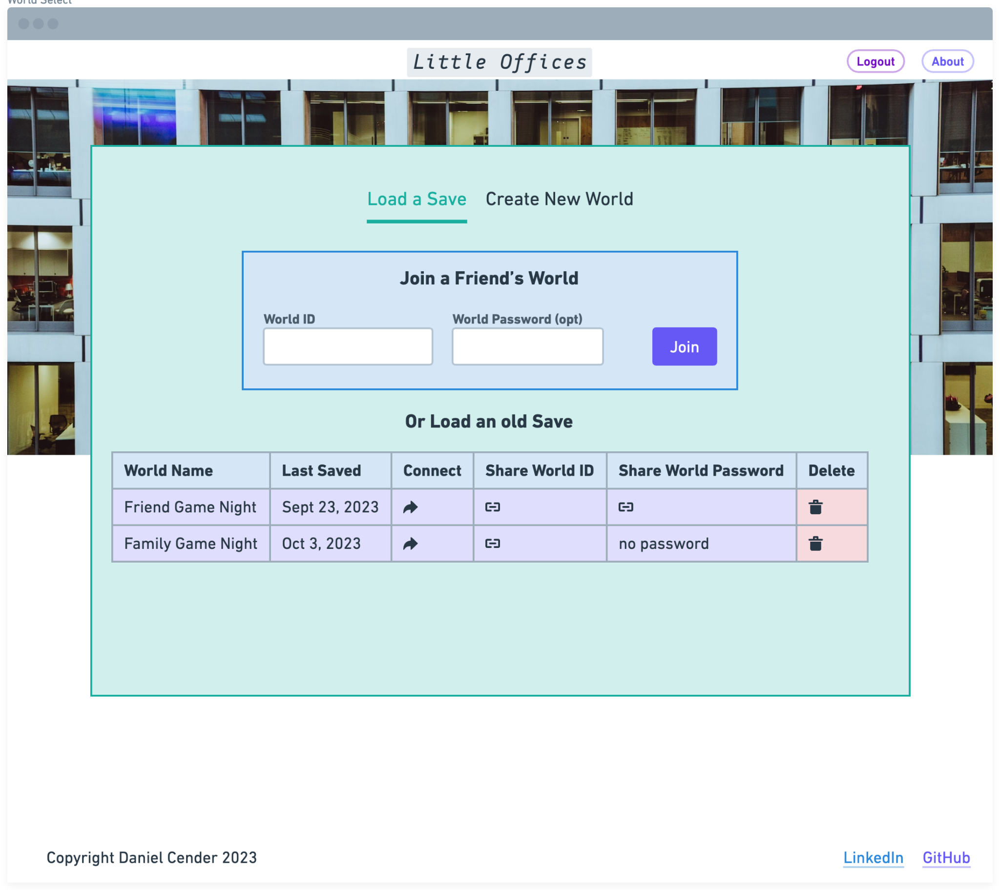 World Select
Little Offices
Logout About
Load a Save Create New World
Join a Friend’s World
World ID World Password (opt)
Join
Or Load an old Save
World Name Last Saved Connect Share World ID Share World Password Delete
Friend Game Night Sept 23, 2023
Family Game Night Oct 3, 2023 no password
Copyright Daniel Cender 2023 LinkedIn GitHub